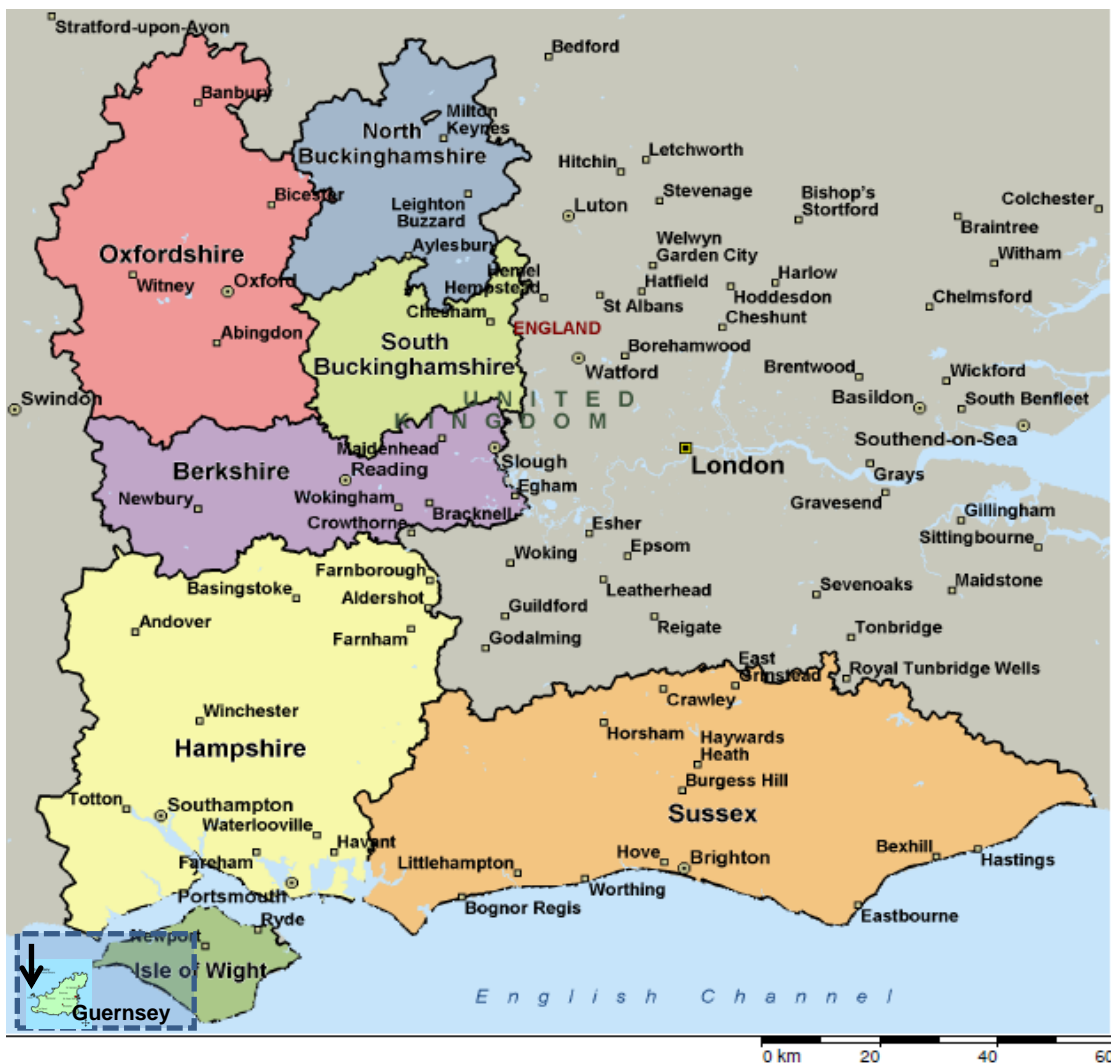 Stratford-upon-Avon
Bedford
Banbury
Milton
Keynes
North
Buckinghamshire
Hitchin
Letchworth
Stevenage
Bishop's
Stortford
Colchester
Braintree
Bicester
Leighton
Buzzard
Luton
Welwyn
Garden City
Witham
Oxfordshire
Aylesbury
Witney
Oxford
Hemel
Hempstead
Hatfield
Harlow
Hoddesdon
St Albans
Chelmsford
Chesham
Cheshunt
ENGLAND
Abingdon
South
Buckinghamshire
Borehamwood
Watford
Brentwood
Wickford
Swindon
UNITED
KINGDOM
Basildon
South Benfleet
Southend-on-Sea
Maidenhead
Berkshire
Reading
Slough
London
Grays
Egham
Newbury
Wokingham
Bracknell
Gravesend
Gillingham
Crowthorne
Esher
Sittingbourne
Woking
Epsom
Farnborough
Basingstoke
Aldershot
Leatherhead
Sevenoaks
Maidstone
Guildford
Andover
Farnham
Godalming
Reigate
Tonbridge
East
Grinstead
Royal Tunbridge Wells
Crawley
Winchester
Horsham
Haywards
Heath
Hampshire
Burgess Hill
Totton
Southampton
Sussex
Waterlooville
Havant
Fareham
Littlehampton
Hove
Brighton
Bexhill
Hastings
Portsmouth
Worthing
Bognor Regis
Eastbourne
Ryde
Newport
Isle of Wight
English Channel
Guernsey
0 km
20
40
60